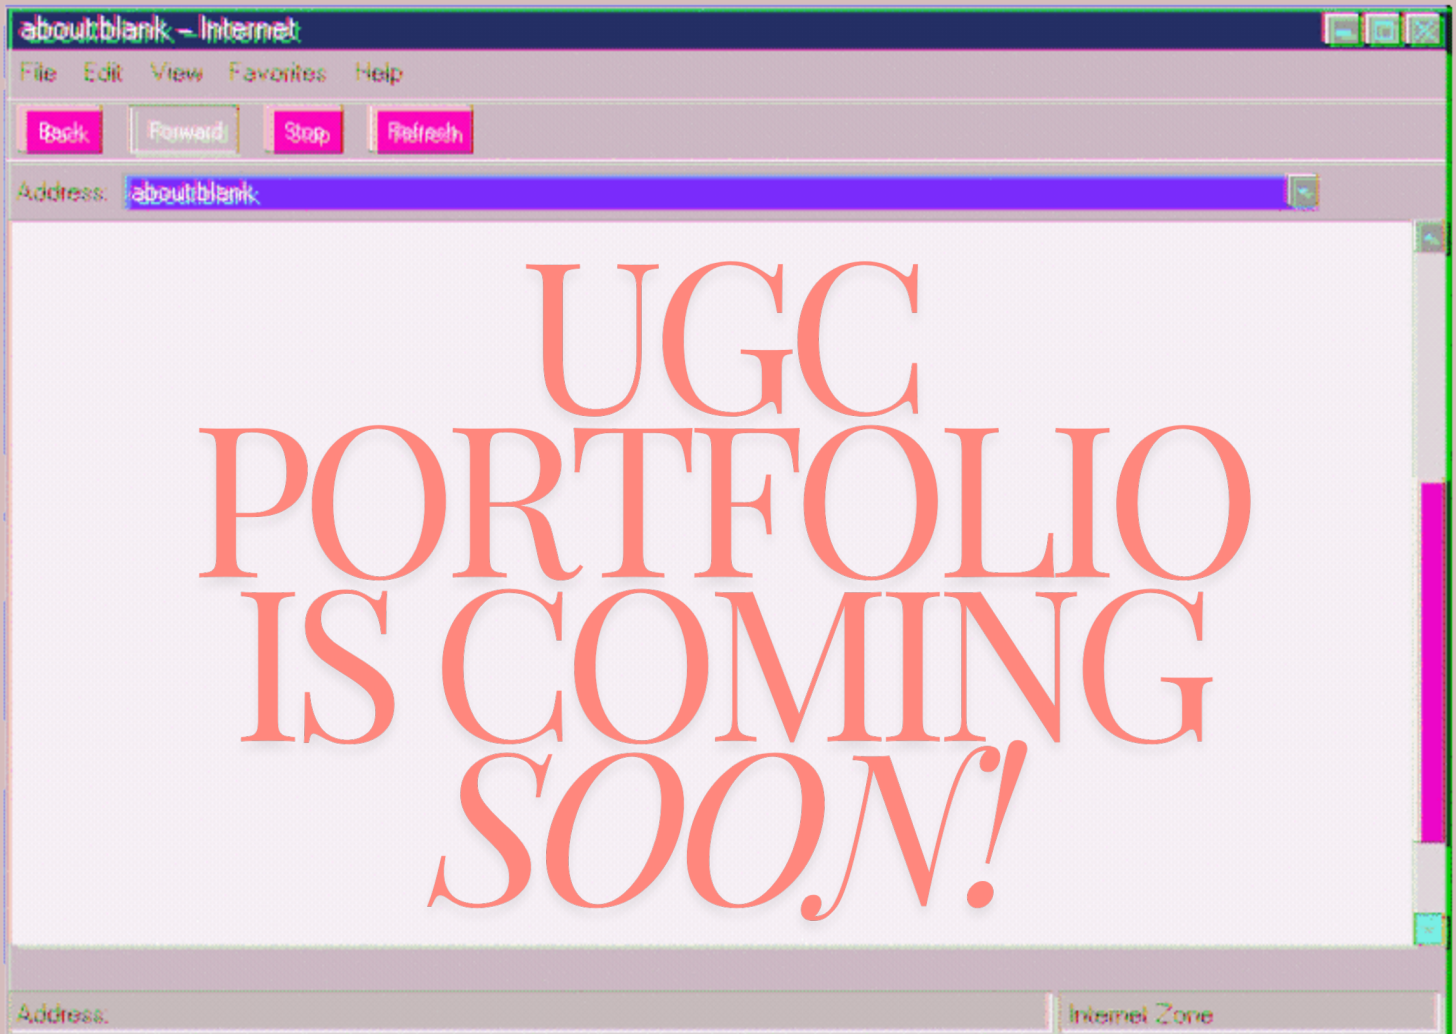 about:blank – Internet
File Edit View Favorites Help
Back Forward Stop Refresh
Address: about:blank
UGC
PORTFOLIO
IS COMING
SOON!
Address: Internet Zone